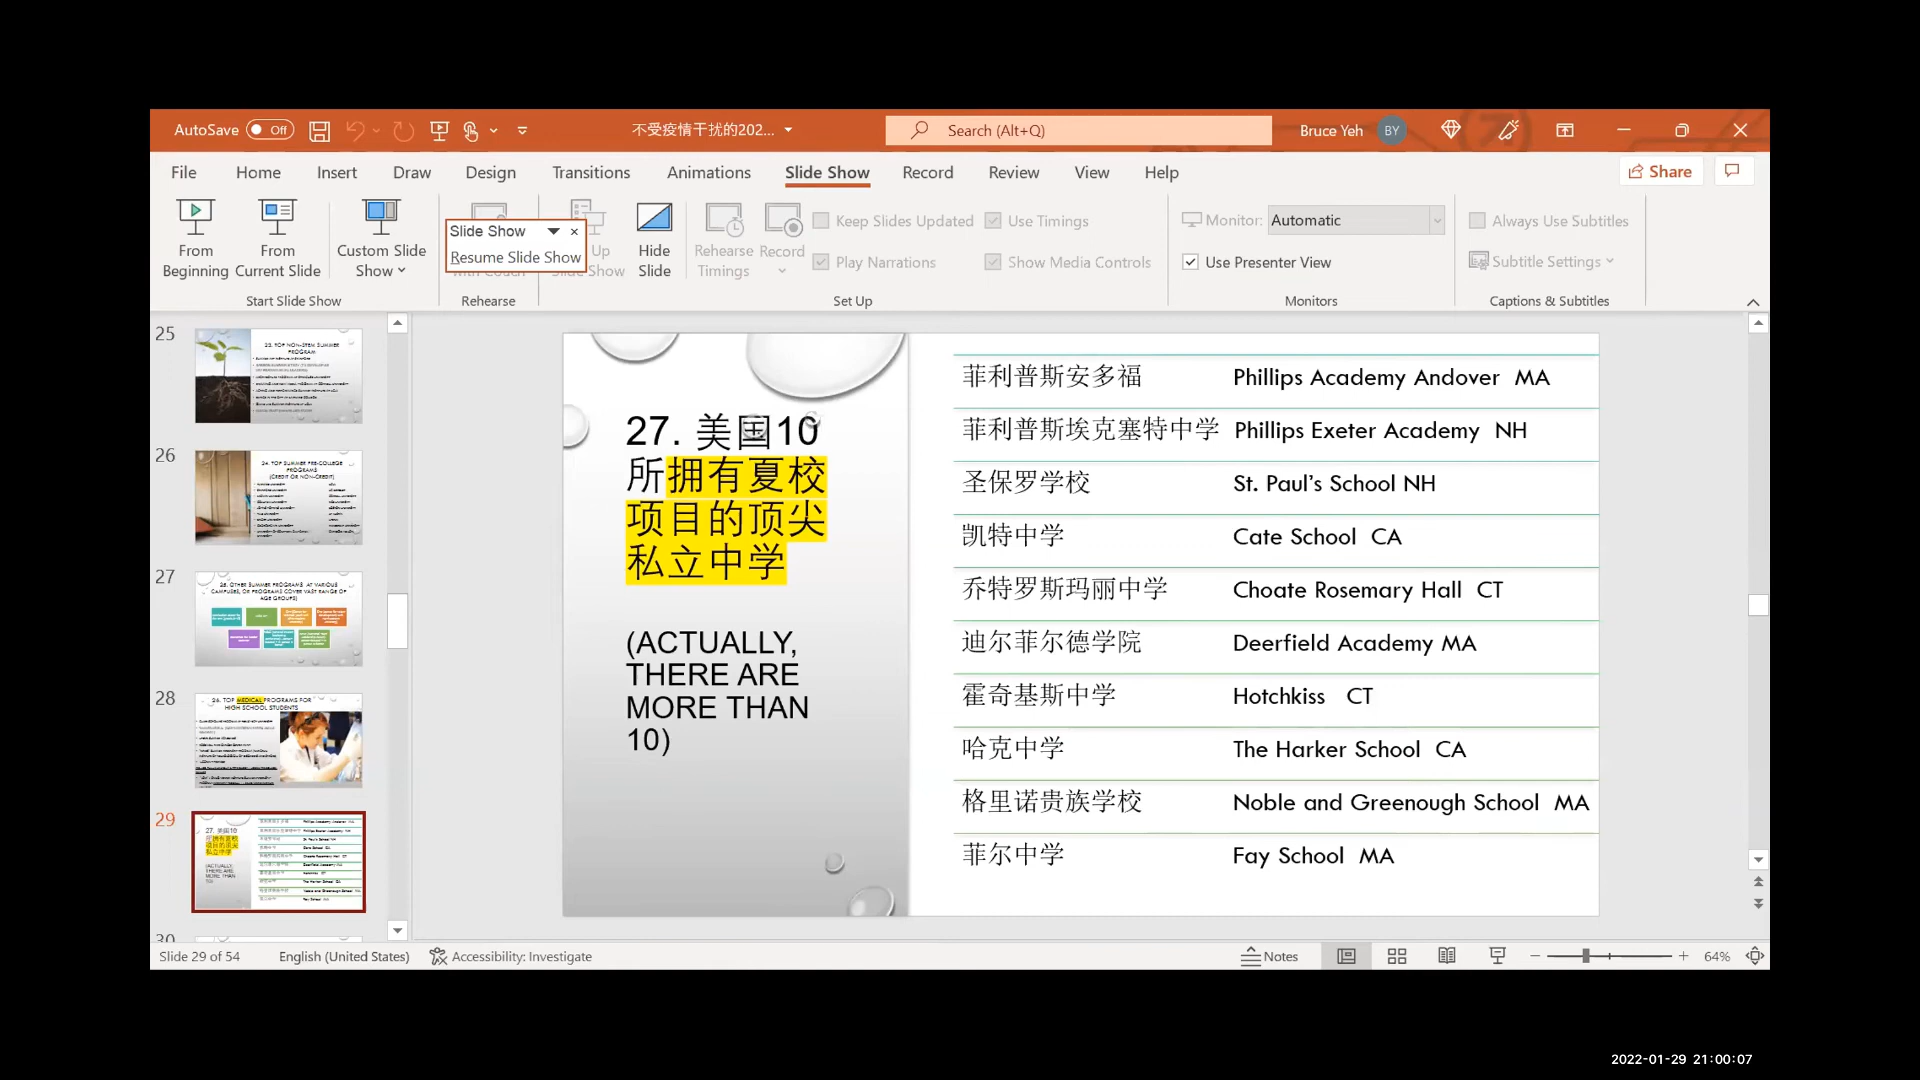 AutoSave Off 不受疫情干扰的202... Search (Alt+Q) Bruce Yeh BY
File Home Insert Draw Design Transitions Animations Slide Show Record Review View Help Share
From Beginning
From Current Slide
Custom Slide Show
Slide Show
Resume Slide Show
Hide Slide
Rehearse Timings
Record
Keep Slides Updated
Play Narrations
Use Timings
Show Media Controls
Monitor: Automatic
Use Presenter View
Always Use Subtitles
Subtitle Settings
Start Slide Show Rehearse Set Up Monitors Captions & Subtitles
25
26
27
28
29
30
27. 美国10
所拥有夏校
项目的顶尖
私立中学
(ACTUALLY,
THERE ARE
MORE THAN
10)
菲利普斯安多福 Phillips Academy Andover MA
菲利普斯埃克塞特中学 Phillips Exeter Academy NH
圣保罗学校 St. Paul’s School NH
凯特中学 Cate School CA
乔特罗斯玛丽中学 Choate Rosemary Hall CT
迪尔菲尔德学院 Deerfield Academy MA
霍奇基斯中学 Hotchkiss CT
哈克中学 The Harker School CA
格里诺贵族学校 Noble and Greenough School MA
菲尔中学 Fay School MA
Slide 29 of 54 English (United States) Accessibility: Investigate Notes 64%
2022-01-29 21:00:07